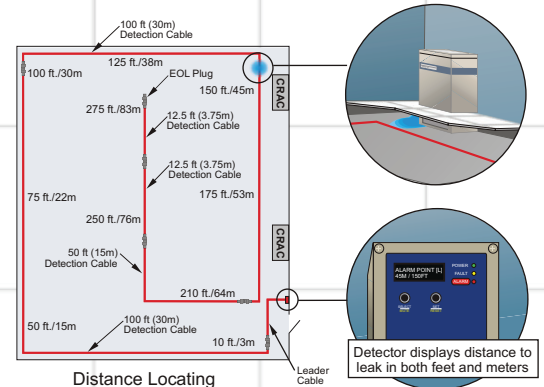 100 ft (30m)
Detection Cable
125 ft/38m
100 ft./30m
EOL Plug
150 ft/45m
CRAC
275 ft./83m
12.5 ft (3.75m)
Detection Cable
12.5 ft (3.75m)
Detection Cable
75 ft/22m
175 ft/53m
250 ft./76m
CRAC
50 ft (15m)
Detection Cable
210 ft./64m
50 ft/15m
100 ft (30m)
Detection Cable
10 ft./3m
Leader
Cable
Distance Locating
ALARM POINT [L]
45M / 150FT
POWER
FAULT
ALARM
Detector displays distance to
leak in both feet and meters